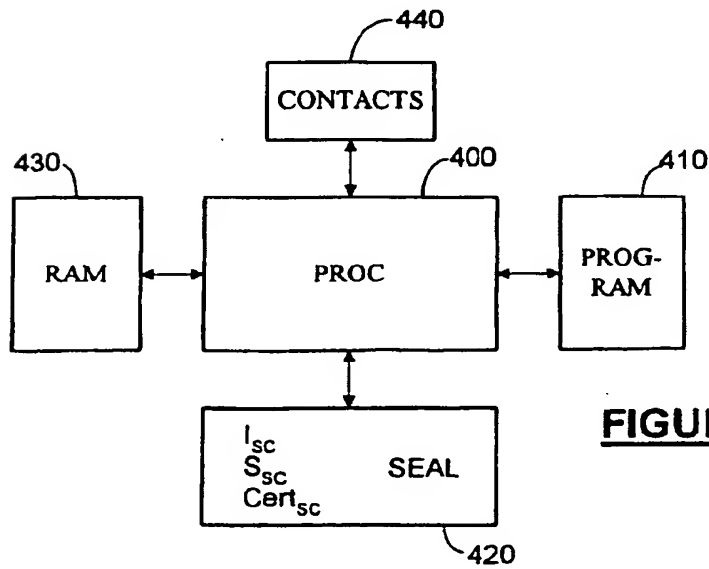 440
CONTACTS
430
400
410
RAM
PROC
PROG-
RAM
I_SC
S_SC SEAL
Cert_SC
420